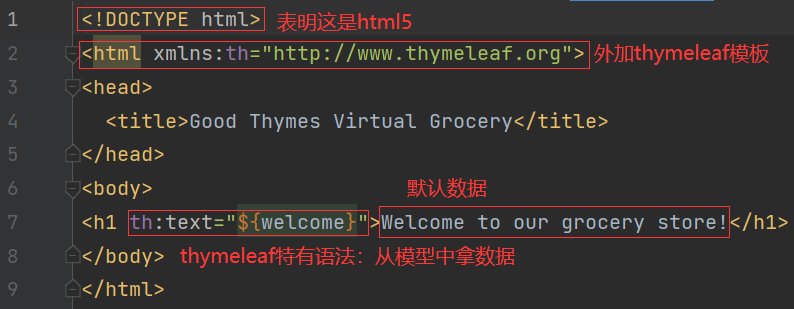 1 <!DOCTYPE html> 表明这是html5
2 <html xmlns:th="http://www.thymeleaf.org"> 外加thymeleaf模板
3 <head>
4 <title>Good Thymes Virtual Grocery</title>
5 </head>
6 <body> 默认数据
7 <h1 th:text="${welcome}">Welcome to our grocery store!</h1>
8 </body> thymeleaf特有语法：从模型中拿数据
9 </html>